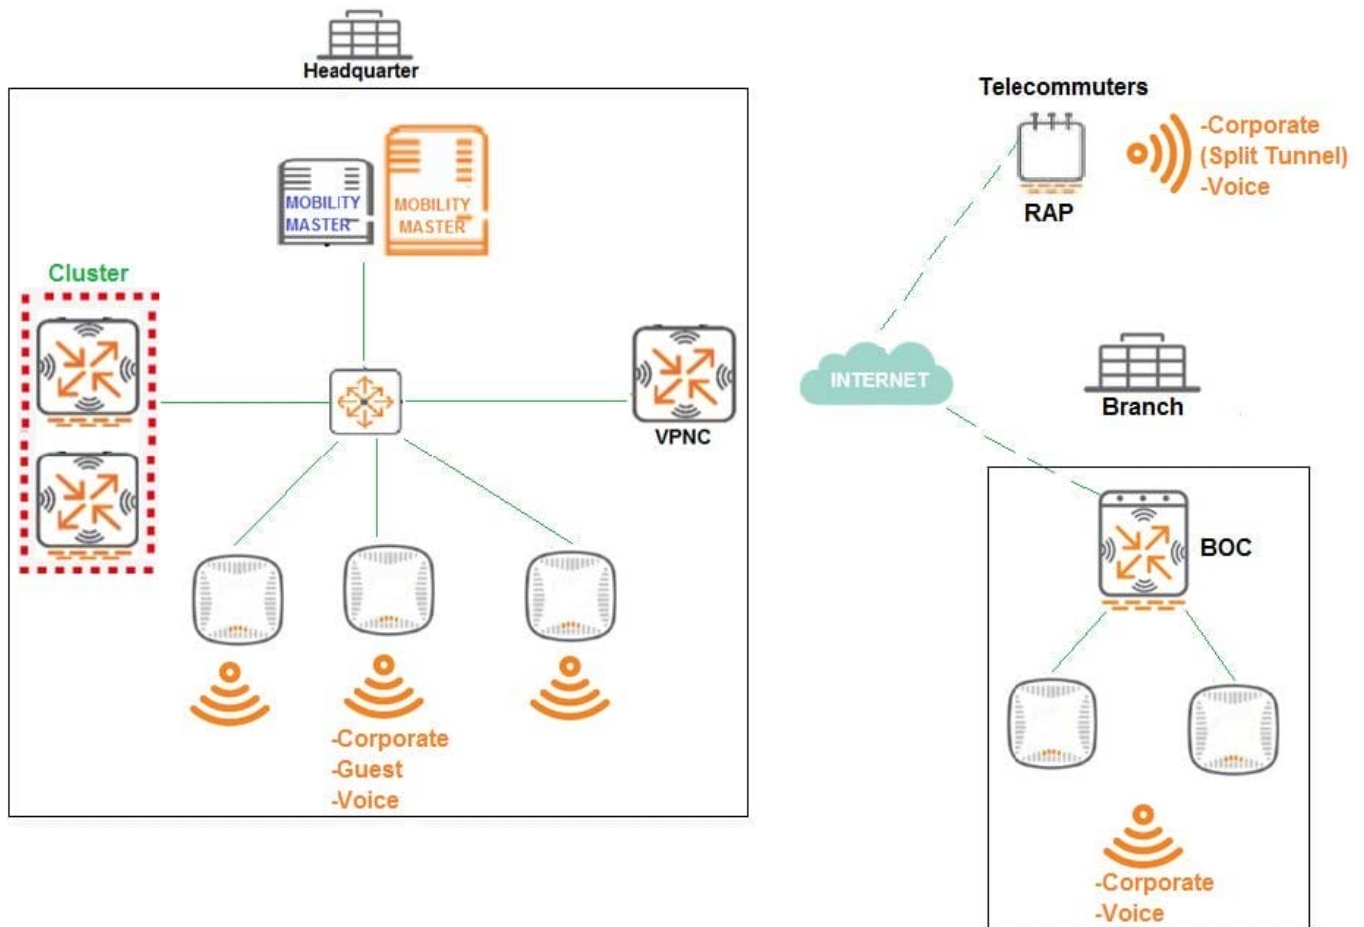 Headquarter
MOBILITY
MASTER
MOBILITY
MASTER
Cluster
VPNC
-Corporate
-Guest
-Voice
Telecommuters
-Corporate
(Split Tunnel)
-Voice
RAP
INTERNET
Branch
BOC
-Corporate
-Voice